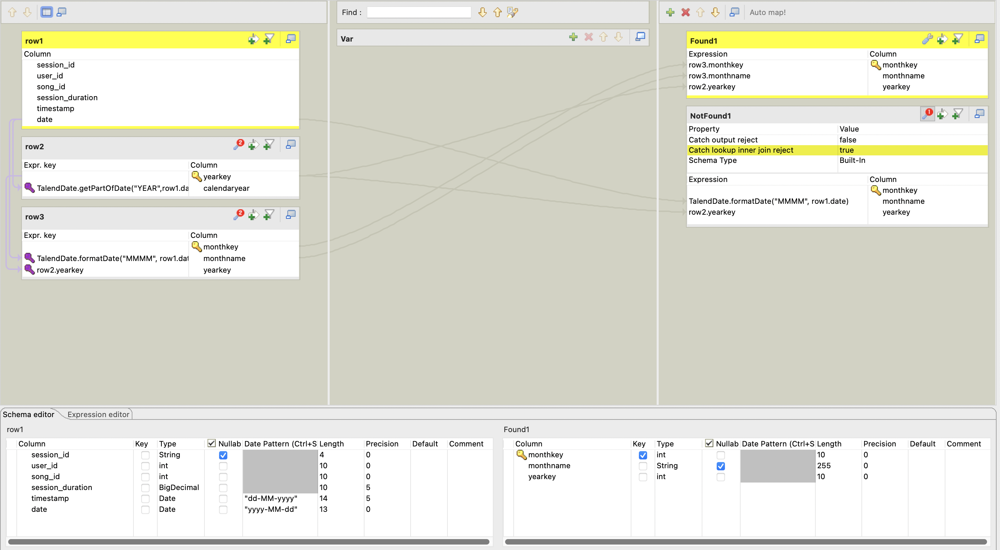 Find :
Auto map!
row1
Column
session_id
user_id
song_id
session_duration
timestamp
date
row2
2
Expr. key Column
yearkey
TalendDate.getPartOfDate("YEAR",row1.da calendaryear
row3
2
Expr. key Column
monthkey
TalendDate.formatDate("MMMM", row1.dat monthname
row2.yearkey yearkey
Var
Found1
Expression Column
row3.monthkey monthkey
row3.monthname monthname
row2.yearkey yearkey
NotFound1
1
Property Value
Catch output reject false
Catch lookup inner join reject true
Schema Type Built-In
Expression Column
monthkey
TalendDate.formatDate("MMMM", row1.date) monthname
row2.yearkey yearkey
Schema editor Expression editor
row1
Column Key Type Nullab Date Pattern (Ctrl+S Length Precision Default Comment
session_id String 4 0
user_id int 10 0
song_id int 10 0
session_duration BigDecimal 10 5
timestamp Date "dd-MM-yyyy" 14 5
date Date "yyyy-MM-dd" 13 0
Found1
Column Key Type Nullab Date Pattern (Ctrl+S Length Precision Default Comment
monthkey int 10 0
monthname String 255 0
yearkey int 10 0